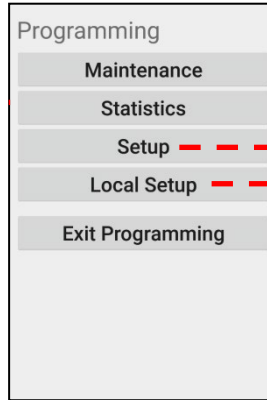 Programming
Maintenance
Statistics
Setup
Local Setup
Exit Programming